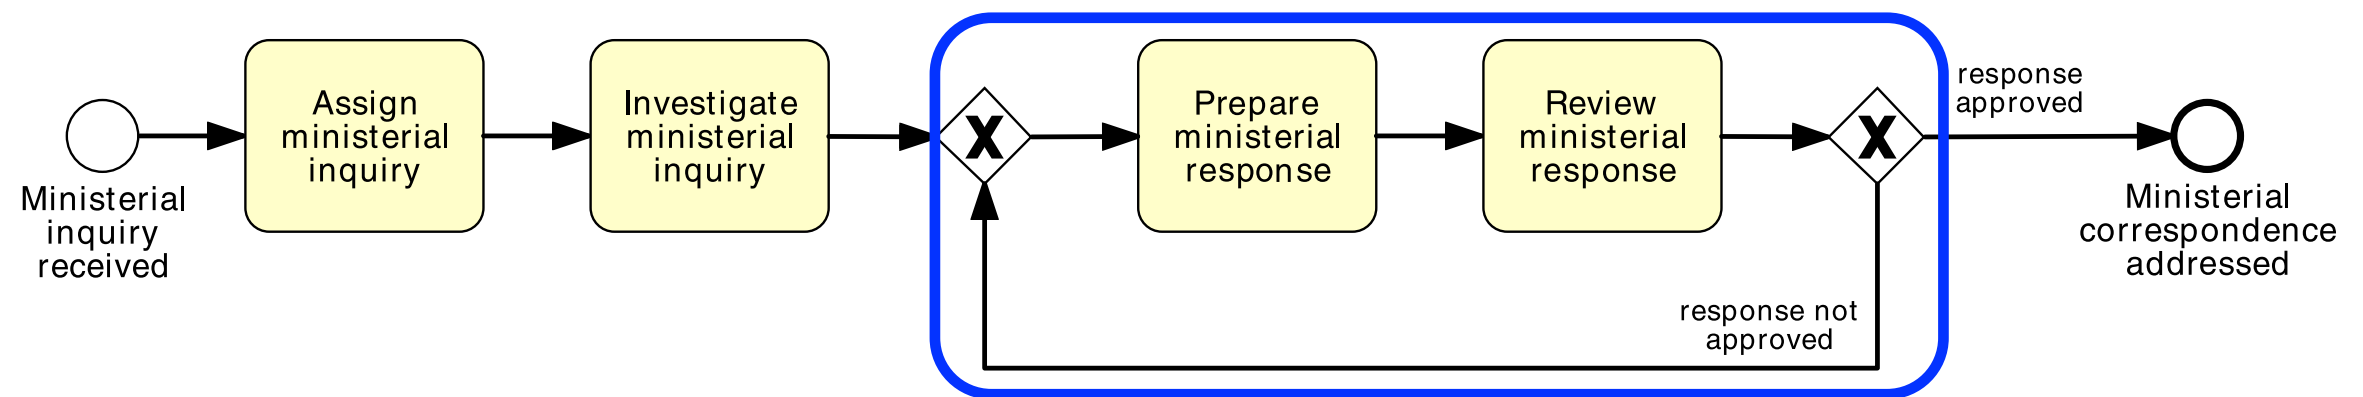 Ministerial
inquiry
received
Assign
ministerial
inquiry
Investigate
ministerial
inquiry
X
Prepare
ministerial
response
Review
ministerial
response
X
response
approved
response not
approved
Ministerial
correspondence
addressed